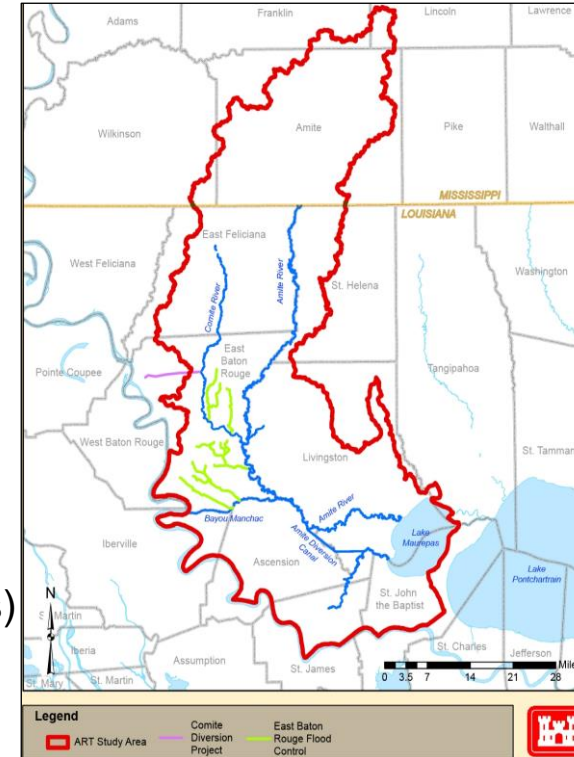 Adams
Franklin
Lincoln
Lawrence
Wilkinson
Amite
Pike
Walthall
MISSISSIPPI
LOUISIANA
East Feliciana
West Feliciana
Comite River
Amite River
St. Helena
Washington
Pointe Coupee
East
Baton
Rouge
Tangipahoa
West Baton Rouge
Livingston
St. Tamman
Amite River
Bayou Manchac
Iberville
Amite Diversion
Canal
Lake
Maurepas
Ascension
Lake
Pontchartrain
St. John
the Baptist
)
N
Martin
Iberia
St. Mary
St. Martin
Assumption
St. James
St. Charles
Jefferson
Mile
0 3.5 7 14 21 28
Legend
ART Study Area
Comite
Diversion
Project
East Baton
Rouge Flood
Control